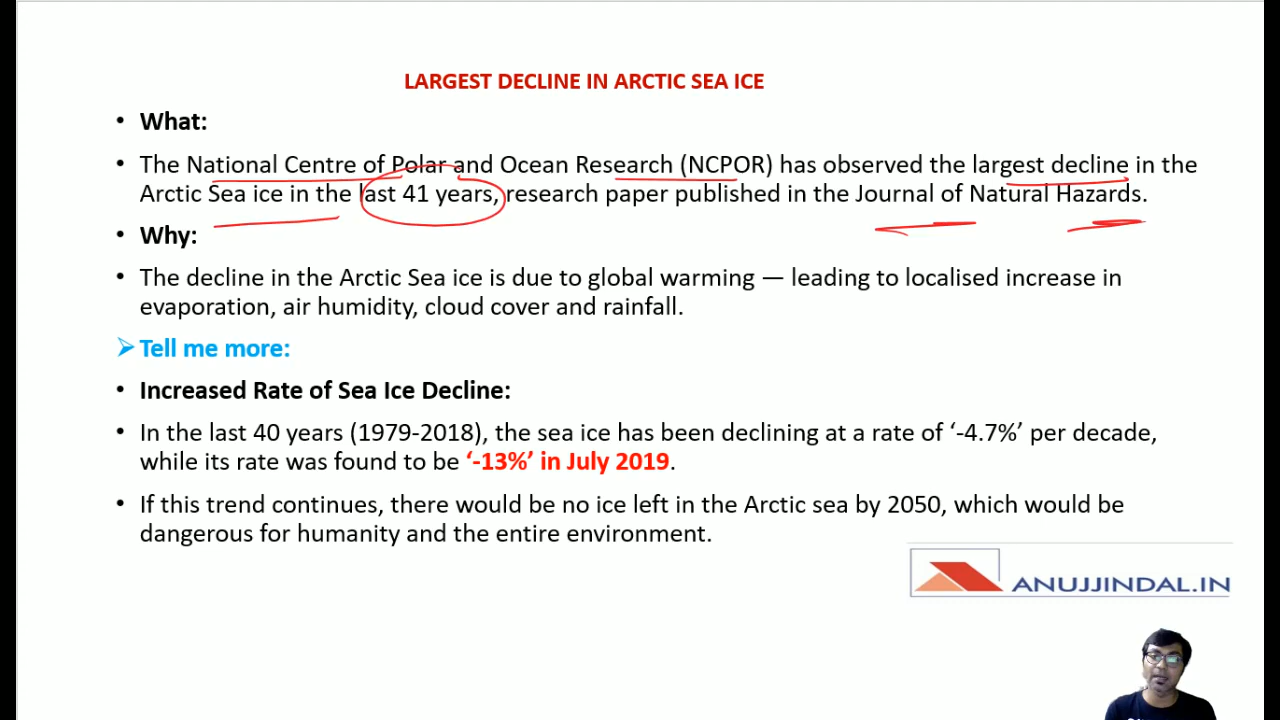 LARGEST DECLINE IN ARCTIC SEA ICE
• What:
• The National Centre of Polar and Ocean Research (NCPOR) has observed the largest decline in the
Arctic Sea ice in the last 41 years, research paper published in the Journal of Natural Hazards.
• Why:
• The decline in the Arctic Sea ice is due to global warming — leading to localised increase in
evaporation, air humidity, cloud cover and rainfall.
➢ Tell me more:
• Increased Rate of Sea Ice Decline:
• In the last 40 years (1979-2018), the sea ice has been declining at a rate of ‘-4.7%’ per decade,
while its rate was found to be ‘-13%’ in July 2019.
• If this trend continues, there would be no ice left in the Arctic sea by 2050, which would be
dangerous for humanity and the entire environment.
ANUJJINDAL.IN